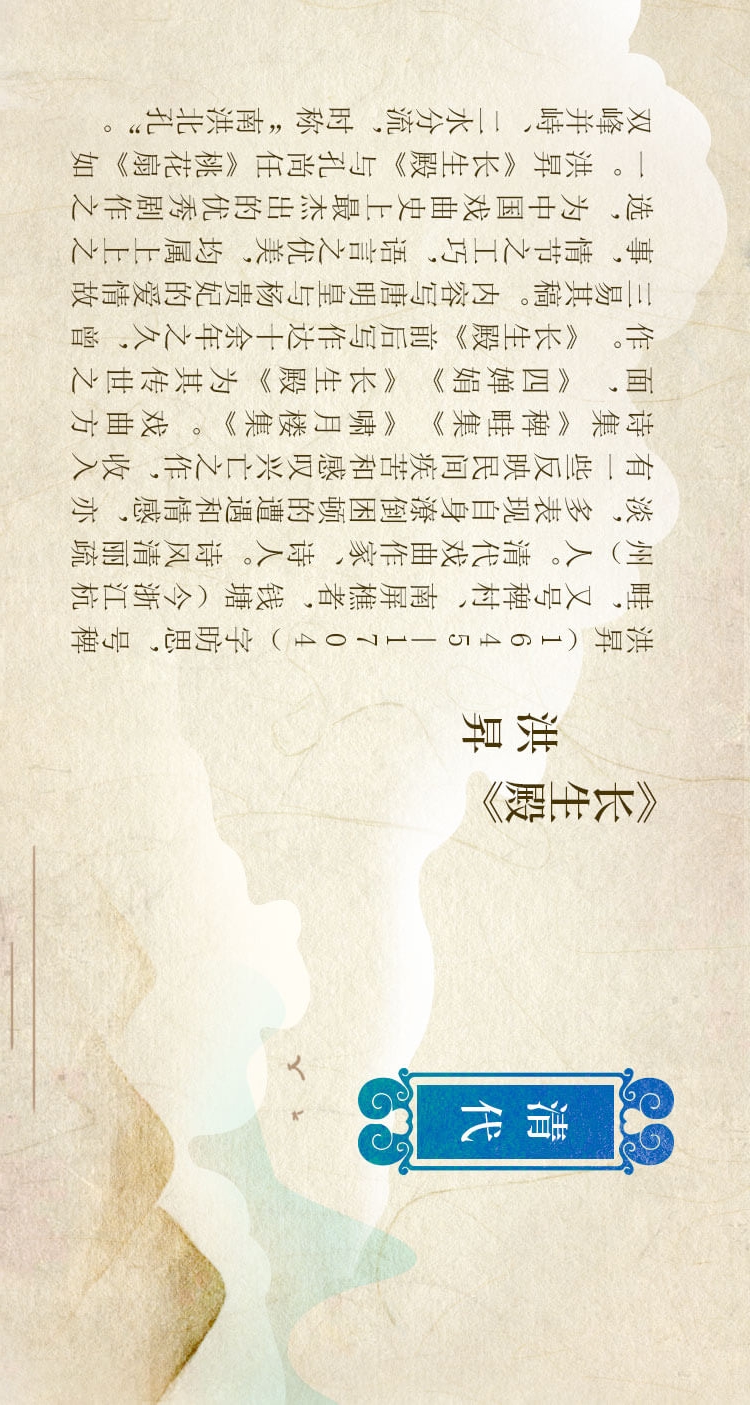 清代
《长生殿》
洪昇
洪昇(1645—1704)字昉思,号稗
畦,又号稗村、南屏樵者,钱塘(今浙江杭
州)人。清代戏曲作家、诗人。诗风清丽疏
淡,多表现自身潦倒困顿的遭遇和情感,亦
有一些反映民间疾苦和感叹兴亡之作,收入
诗集《稗畦集》《啸月楼集》。戏曲方
面,《四婵娟》《长生殿》为其传世之
作。《长生殿》前后写作达十余年之久,曾
三易其稿。内容写唐明皇与杨贵妃的爱情故
事,情节之工巧,语言之优美,均属上上之
选,为中国戏曲史上最杰出的优秀剧作之
一。洪昇《长生殿》与孔尚任《桃花扇》如
双峰并峙、二水分流,时称“南洪北孔”。